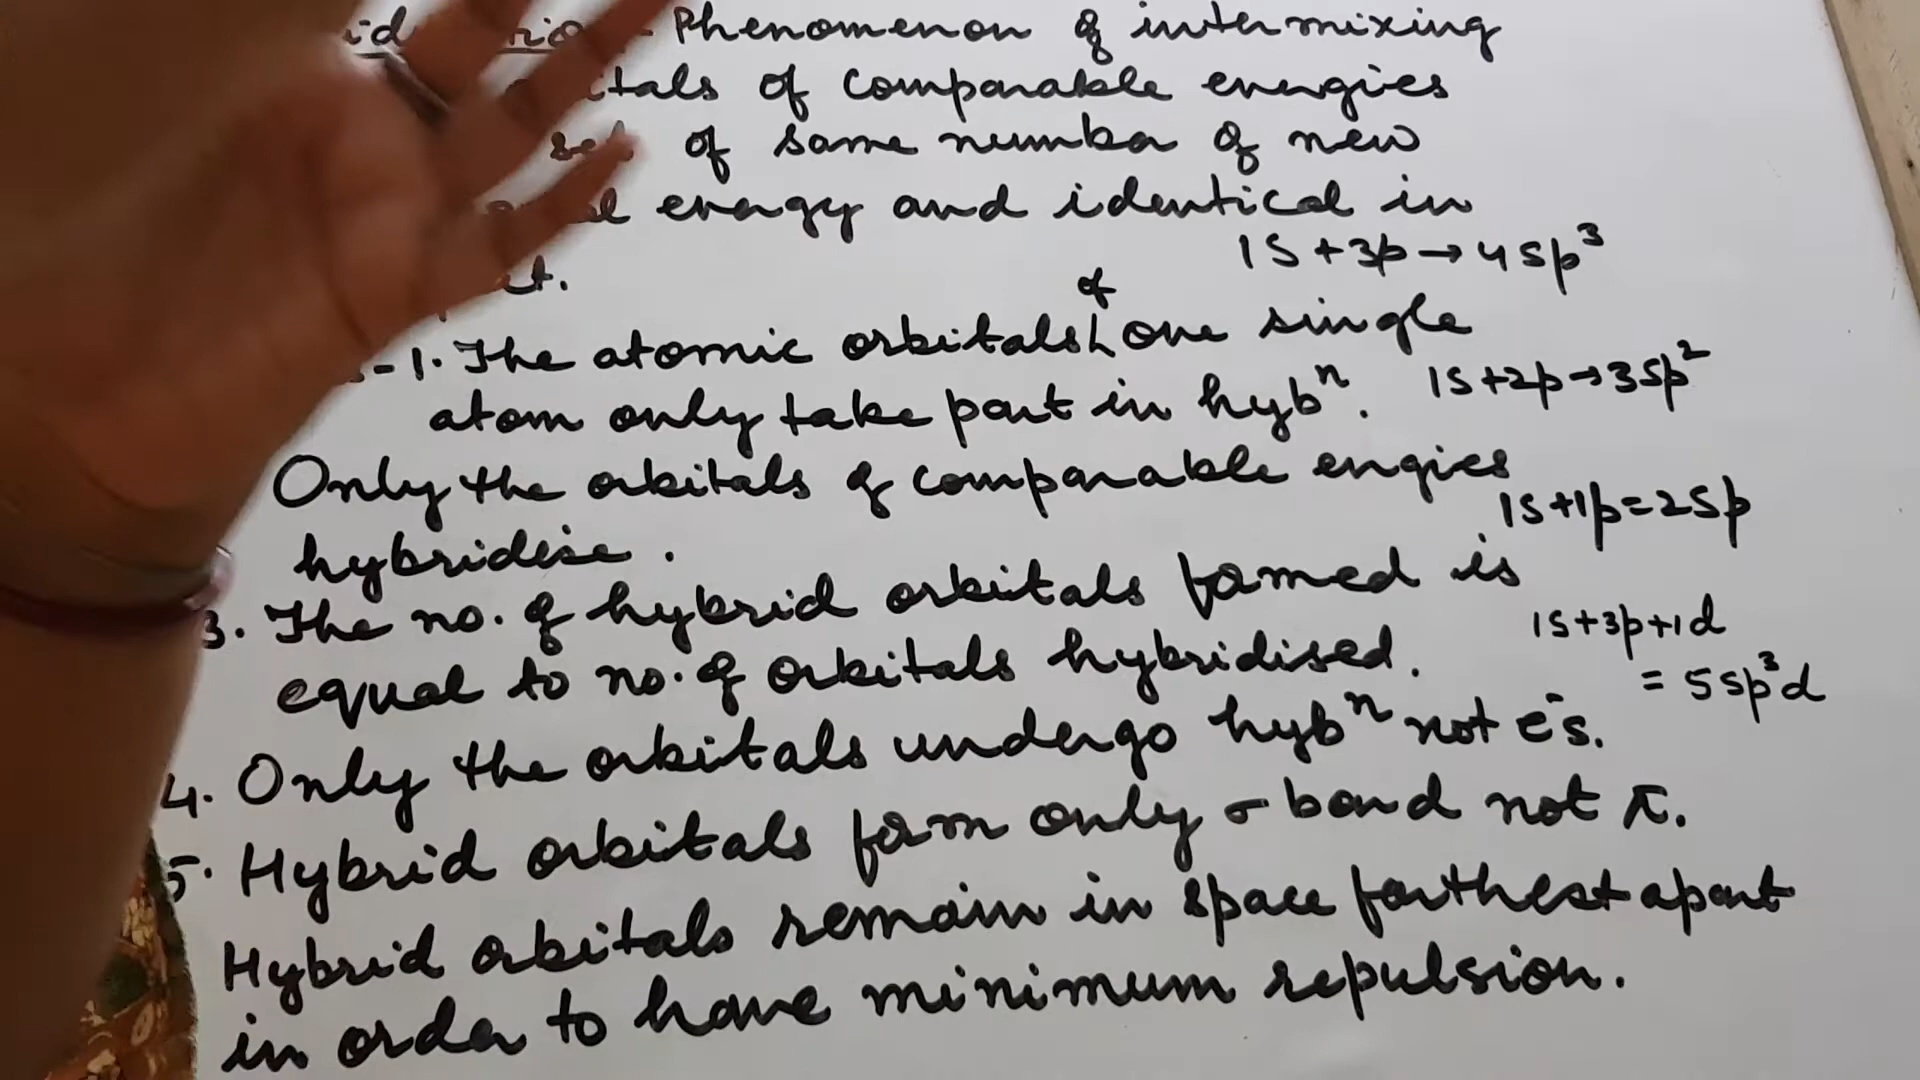 Phenomenon of intermixing
of comparable energies
of same number of new
energy and identical in
1S + 3p → 4 sp³
1. The atomic orbitals of one single
atom only take part in hybⁿ. 1S+2p→3sp²
Only the orbitals of comparable engies
hybridise. 1S+1p=2Sp
3. The no. of hybrid orbitals formed is
equal to no. of orbitals hybridised. 1S+3p+1d
= 5sp³d
4. Only the orbitals undergo hybⁿ not e⁻s.
5. Hybrid orbitals form only σ bond not π.
Hybrid orbitals remain in space farthest apart
in order to have minimum repulsion.